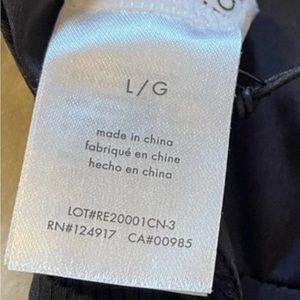 L / G
made in china
fabriqué en chine
hecho en china
LOT#RE20001CN-3
RN#124917 CA#00985